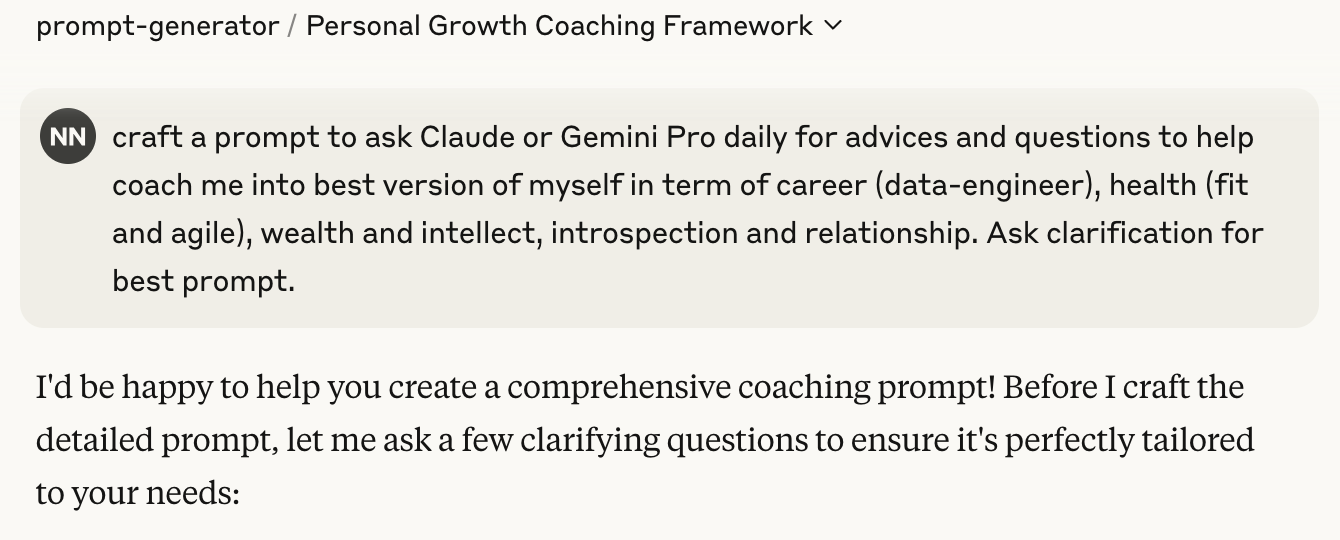 prompt-generator / Personal Growth Coaching Framework
NN
craft a prompt to ask Claude or Gemini Pro daily for advices and questions to help
coach me into best version of myself in term of career (data-engineer), health (fit
and agile), wealth and intellect, introspection and relationship. Ask clarification for
best prompt.
I'd be happy to help you create a comprehensive coaching prompt! Before I craft the
detailed prompt, let me ask a few clarifying questions to ensure it's perfectly tailored
to your needs: